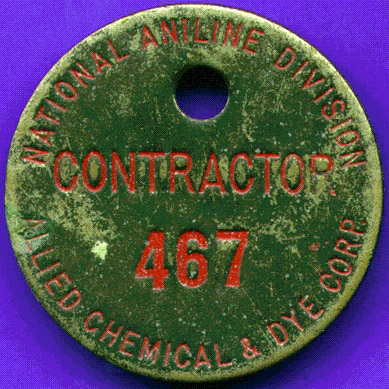 NATIONAL ANILINE DIVISION
CONTRACTOR
467
ALLIED CHEMICAL & DYE CORP.